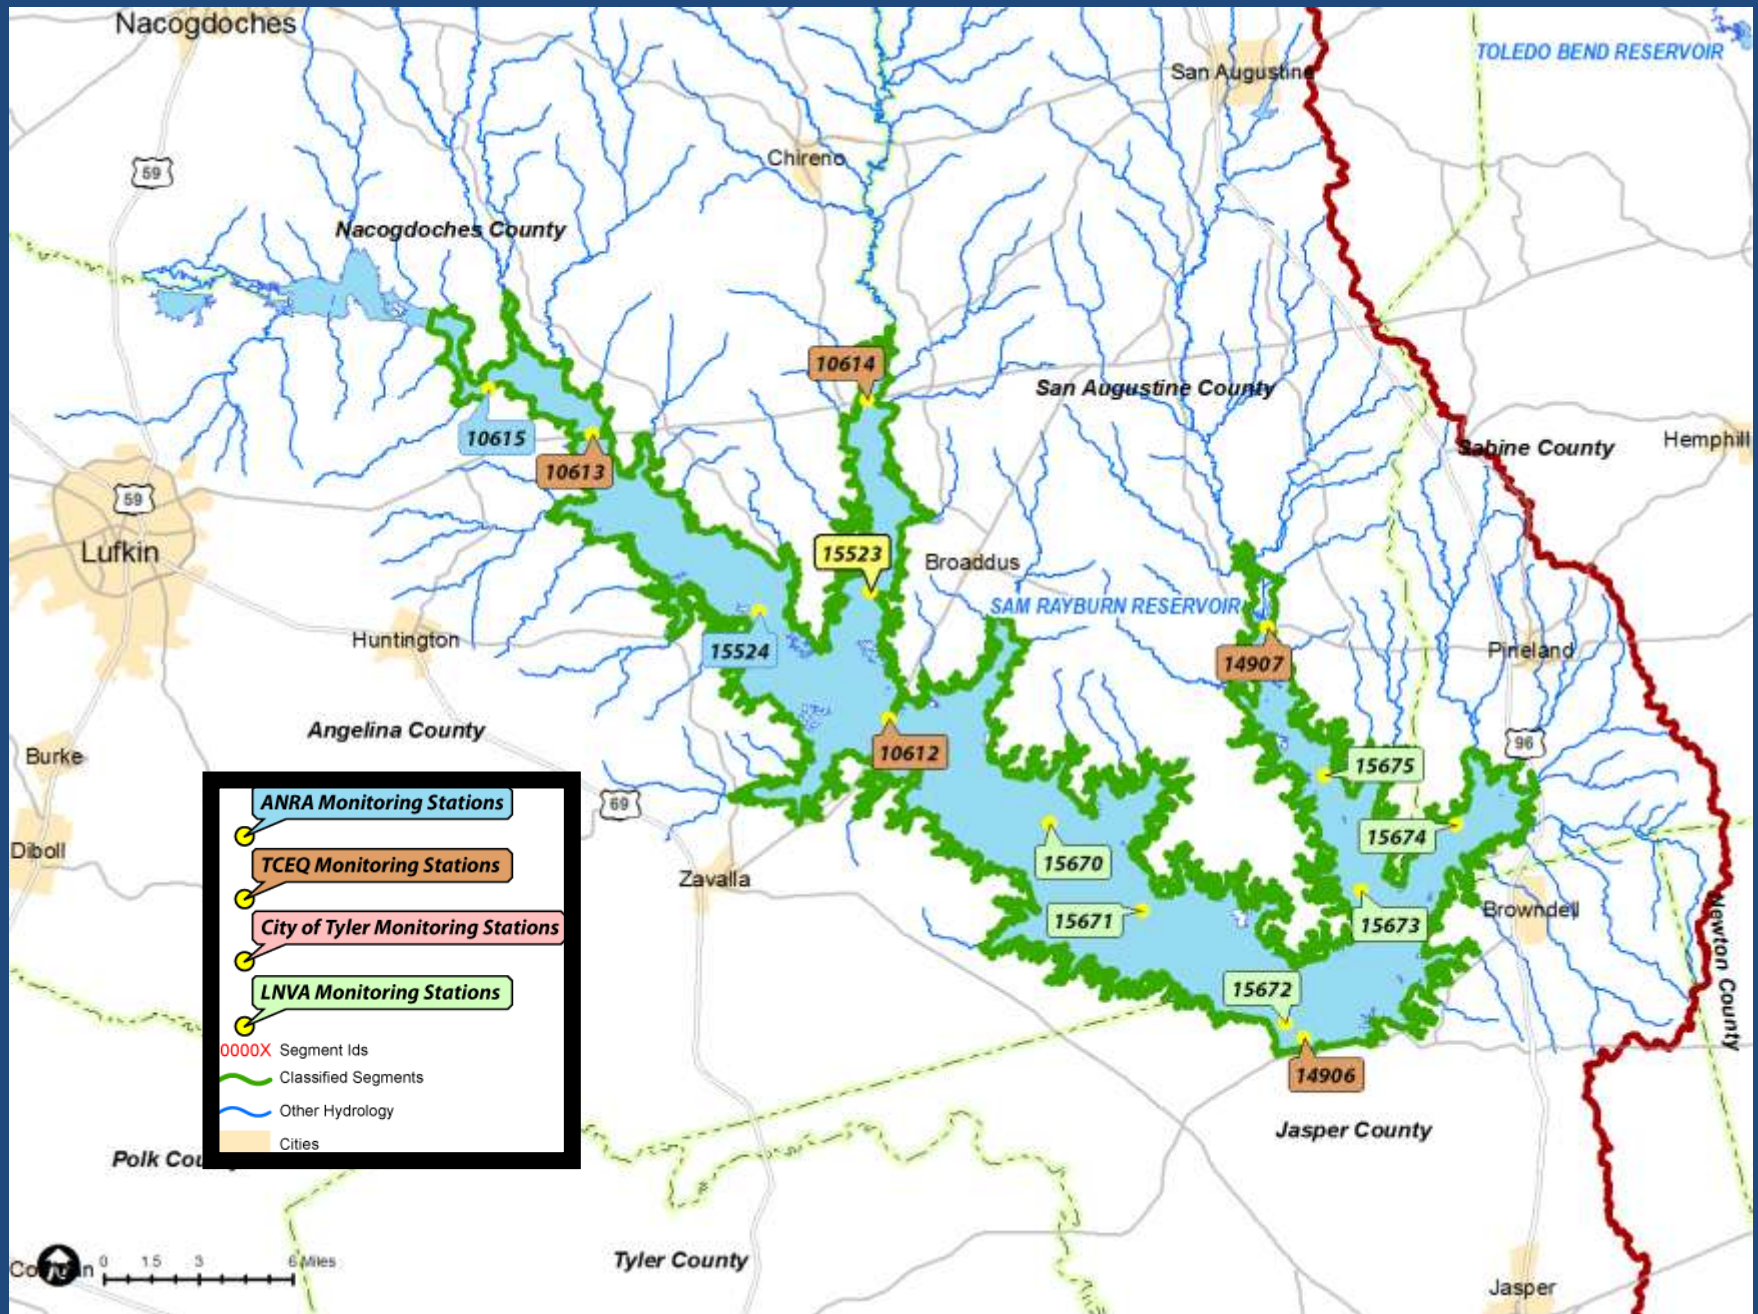 Nacogdoches
TOLEDO BEND RESERVOIR
San Augustine
Chireno
59
Nacogdoches County
10614
San Augustine County
10615
10613
Sabine County
Hemphill
59
Lufkin
15523
Broaddus
SAM RAYBURN RESERVOIR
Huntington
15524
14907
Pineland
Angelina County
10612
96
Burke
15675
ANRA Monitoring Stations
69
15674
Diboll
TCEQ Monitoring Stations
15670
Zavalla
Browndell
15671
15673
City of Tyler Monitoring Stations
Newton County
LNVA Monitoring Stations
15672
0000X Segment Ids
Classified Segments
14906
Other Hydrology
Jasper County
Cities
Polk
Tyler County
0 1.5 3 6 Miles
Jasper